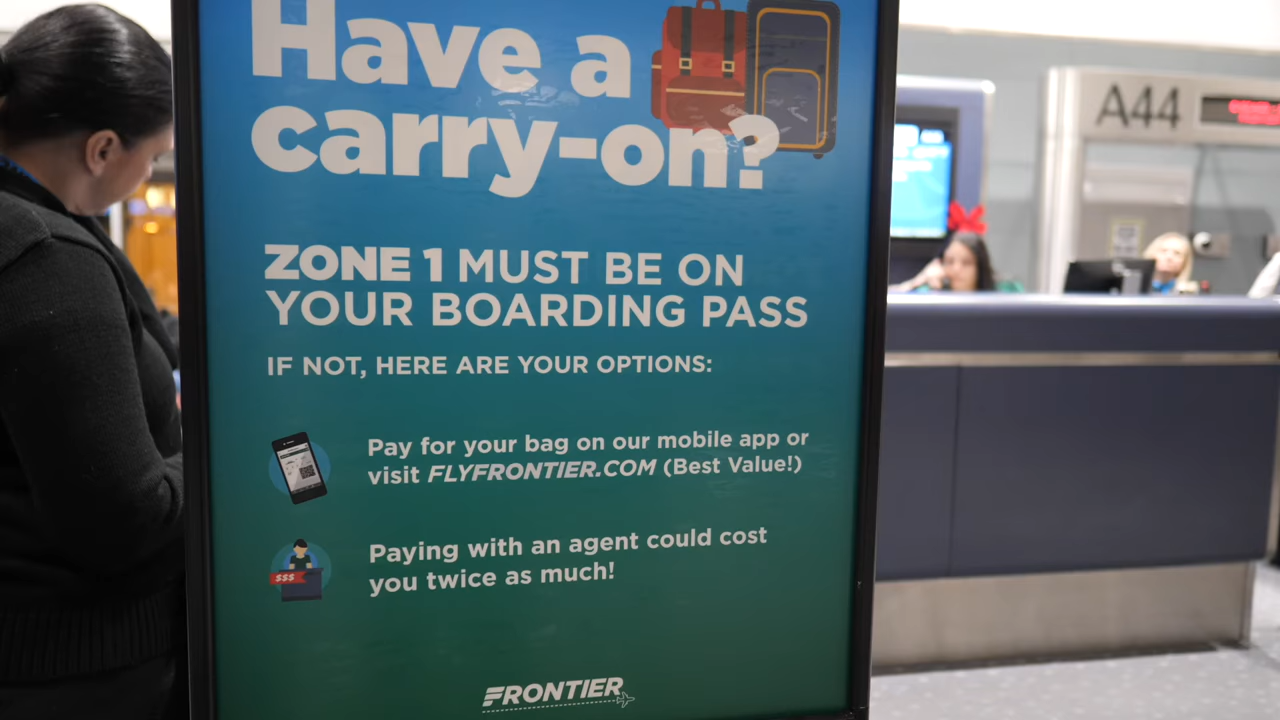 Have a
carry-on?
ZONE 1 MUST BE ON
YOUR BOARDING PASS
IF NOT, HERE ARE YOUR OPTIONS:
Pay for your bag on our mobile app or
visit FLYFRONTIER.COM (Best Value!)
$$$
Paying with an agent could cost
you twice as much!
FRONTIER
A44